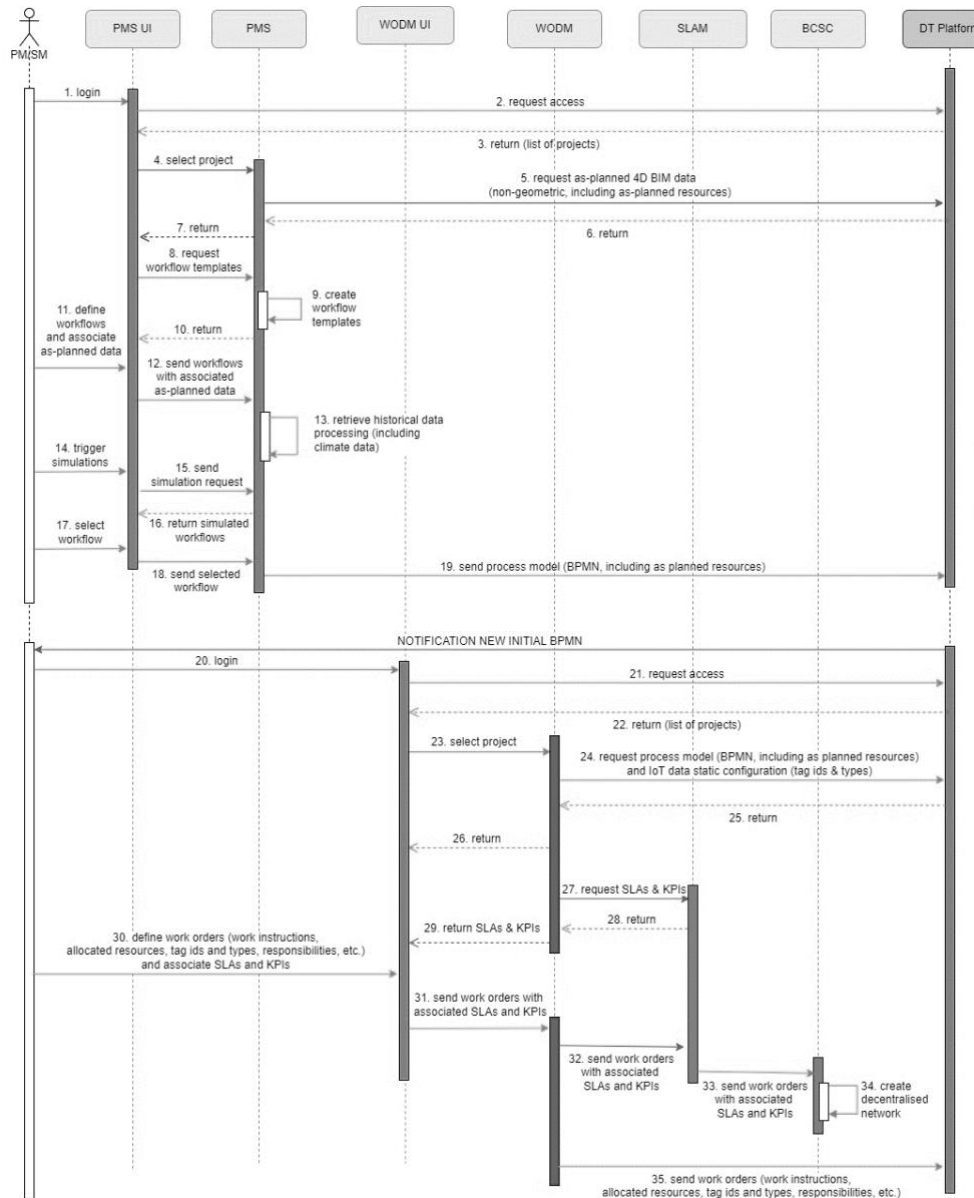 PM/SM
PMS UI
PMS
WODM UI
WODM
SLAM
BCSC
DT Platform
1. login
2. request access
3. return (list of projects)
4. select project
5. request as-planned 4D BIM data
(non-geometric, including as-planned resources)
6. return
7. return
8. request
workflow templates
9. create
workflow
templates
10. return
11. define
workflows
and associate
as-planned data
12. send workflows
with associated
as-planned data
13. retrieve historical data
processing (including
climate data)
14. trigger
simulations
15. send
simulation request
16. return simulated
workflows
17. select
workflow
18. send selected
workflow
19. send process model (BPMN, including as planned resources)
NOTIFICATION NEW INITIAL BPMN
20. login
21. request access
22. return (list of projects)
23. select project
24. request process model (BPMN, including as planned resources)
and IoT data static configuration (tag ids & types)
25. return
26. return
27. request SLAs & KPIs
28. return
29. return SLAs & KPIs
30. define work orders (work instructions,
allocated resources, tag ids and types, responsibilities, etc.)
and associate SLAs and KPIs
31. send work orders with
associated SLAs and KPIs
32. send work orders
with associated
SLAs and KPIs
33. send work orders
with associated
SLAs and KPIs
34. create
decentralised
network
35. send work orders (work instructions,
allocated resources, tag ids and types, responsibilities, etc.)